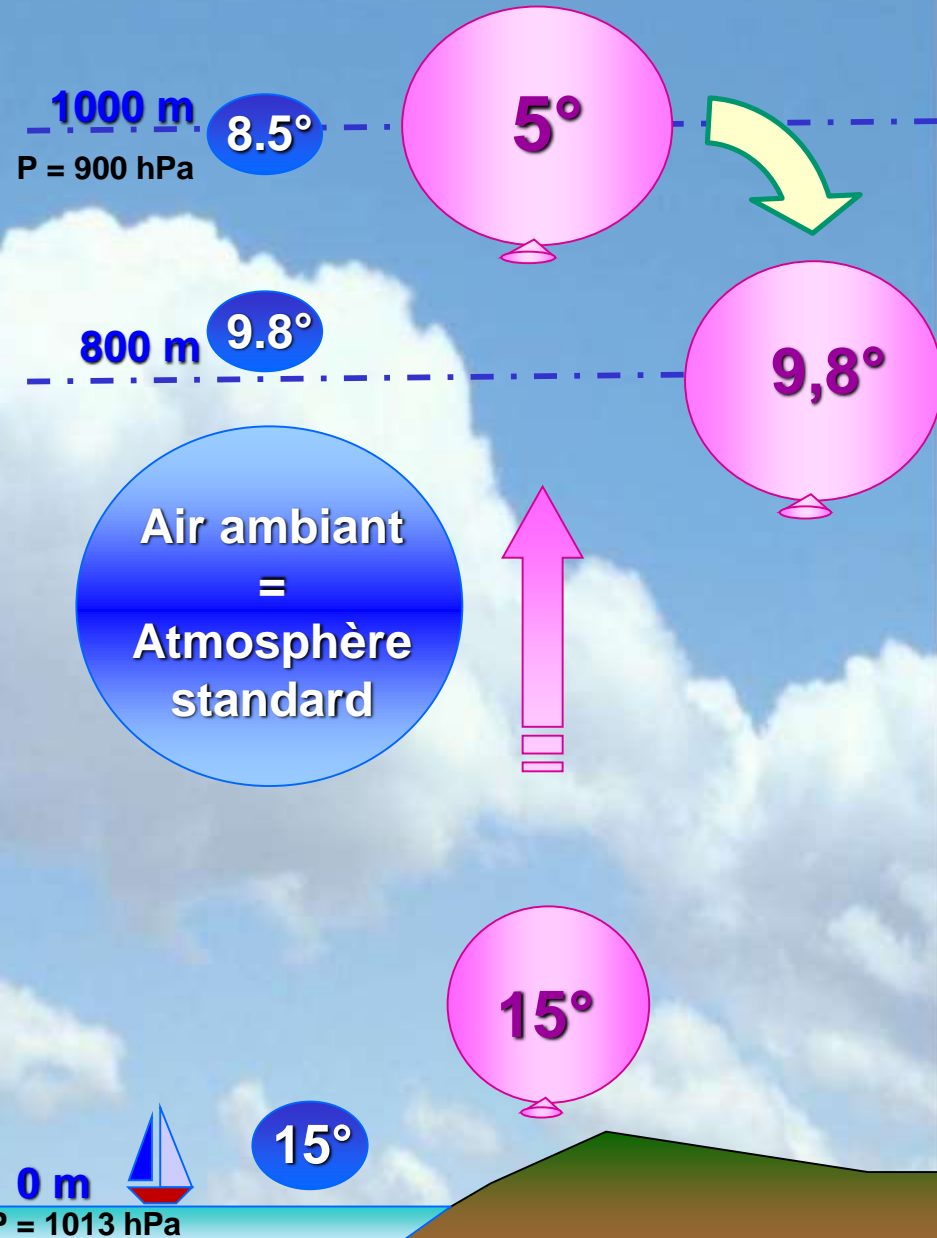 1000 m
8.5°
5°
P = 900 hPa
800 m
9.8°
9,8°
Air ambiant
=
Atmosphère
standard
15°
15°
0 m
P = 1013 hPa